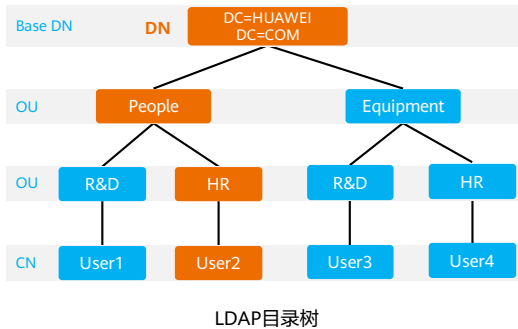 Base DN
DN
DC=HUAWEI
DC=COM
OU
People
Equipment
OU
R&D
HR
R&D
HR
CN
User1
User2
User3
User4
LDAP目录树